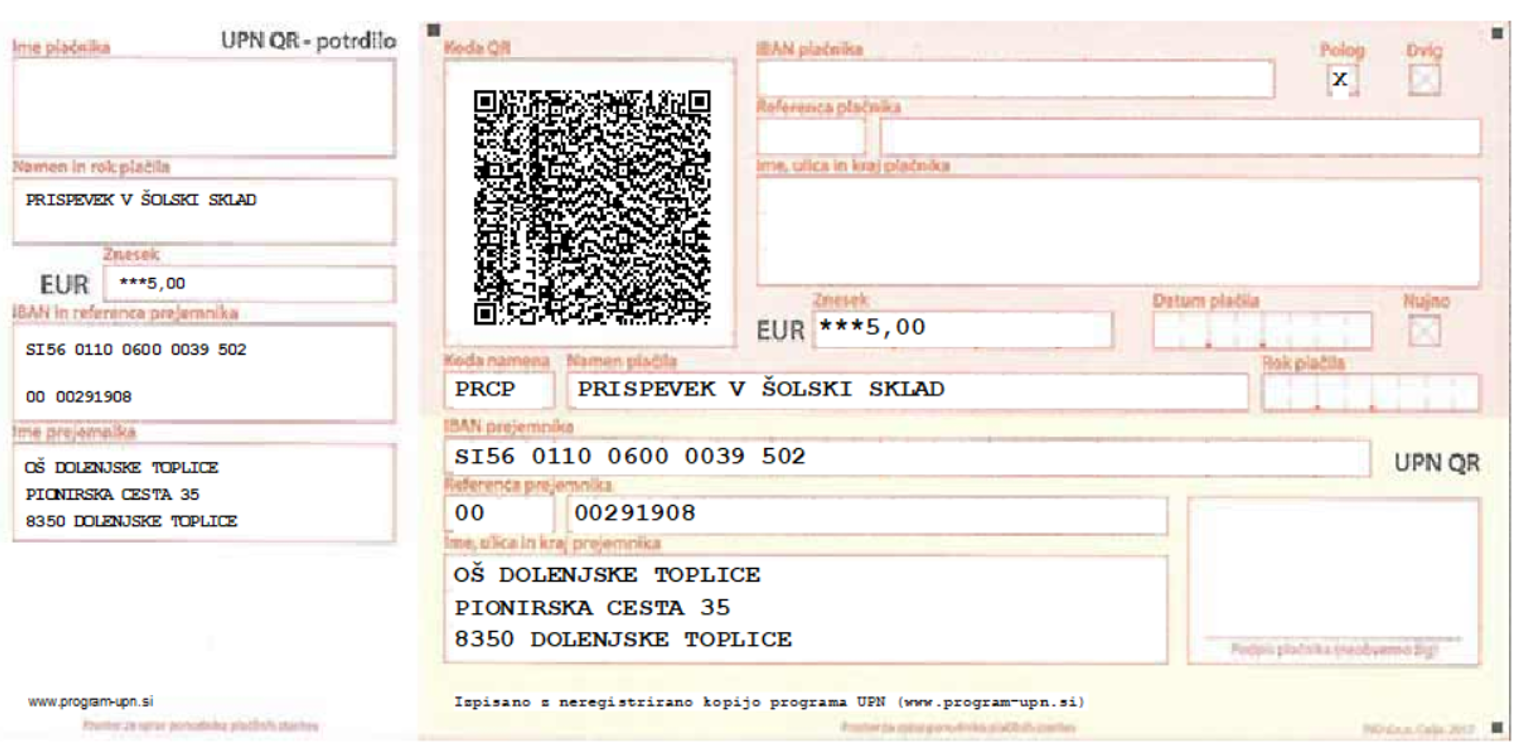 UPN QR - potrdilo
Ime plačnika
Namen in rok plačila
PRISPEVEK V ŠOLSKI SKLAD
Znesek
EUR ***5,00
IBAN in referenca prejemnika
SI56 0110 0600 0039 502
00 00291908
Ime prejemnika
OŠ DOLENJSKE TOPLICE
PIONIRSKA CESTA 35
8350 DOLENJSKE TOPLICE
www.program-upn.si
Koda QR
IBAN plačnika
Polog
Dvig
X
Referenca plačnika
Ime, ulica in kraj plačnika
Znesek
Datum plačila
Nujno
EUR ***5,00
Koda namena
Namen plačila
Rok plačila
PRCP
PRISPEVEK V ŠOLSKI SKLAD
IBAN prejemnika
SI56 0110 0600 0039 502
UPN QR
Referenca prejemnika
00 00291908
Ime, ulica in kraj prejemnika
OŠ DOLENJSKE TOPLICE
PIONIRSKA CESTA 35
8350 DOLENJSKE TOPLICE
Podpis plačnika (neobvezno žig)
Izpisano z neregistrirano kopijo programa UPN (www.program-upn.si)